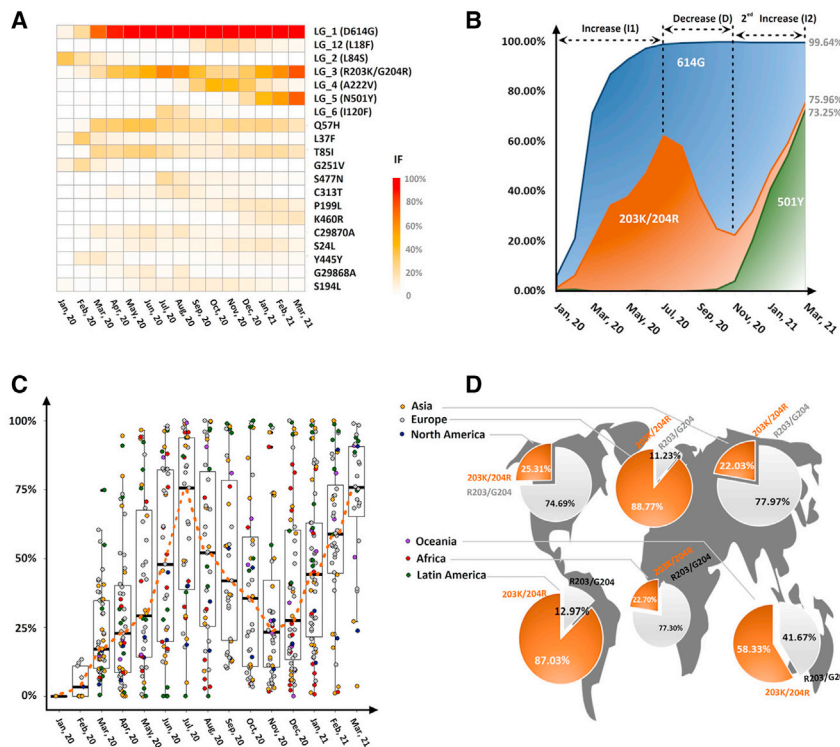 A
LG_1 (D614G)
LG_12 (L18F)
LG_2 (L84S)
LG_3 (R203K/G204R)
LG_4 (A222V)
LG_5 (N501Y)
LG_6 (I120F)
Q57H
L37F
T85I
G251V
S477N
C313T
P199L
K460R
C29870A
S24L
Y445Y
G29868A
S194L
Jan, 20
Feb, 20
Mar, 20
Apr, 20
May, 20
Jun, 20
Jul, 20
Aug, 20
Sep, 20
Oct, 20
Nov, 20
Dec, 20
Jan, 21
Feb, 21
Mar, 21
IF
100%
80%
60%
40%
20%
0%
B
Increase (I1)
Decrease (D)
2nd Increase (I2)
100.00%
80.00%
60.00%
40.00%
20.00%
0.00%
99.64%
75.96%
73.25%
614G
203K/204R
501Y
Jan, 20
Mar, 20
May, 20
Jul, 20
Sep, 20
Nov, 20
Jan, 21
Mar, 21
C
100%
75%
50%
25%
0%
Jan, 20
Feb, 20
Mar, 20
Apr, 20
May, 20
Jun, 20
Jul, 20
Aug, 20
Sep, 20
Oct, 20
Nov, 20
Dec, 20
Jan, 21
Feb, 21
Mar, 21
D
Asia
Europe
North America
Oceania
Africa
Latin America
203K/204R
R203/G204
25.31%
74.69%
203K/204R
R203/G204
11.23%
88.77%
203K/204R
R203/G204
22.03%
77.97%
203K/204R
R203/G204
12.97%
87.03%
203K/204R
R203/G204
22.70%
77.30%
58.33%
41.67%
203K/204R
R203/G20